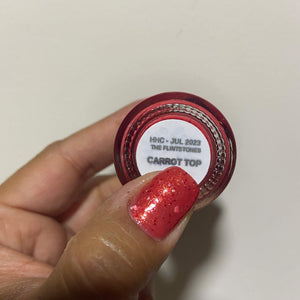 HHC - JUL 2023
THE FLINTSTONES
CARROT TOP